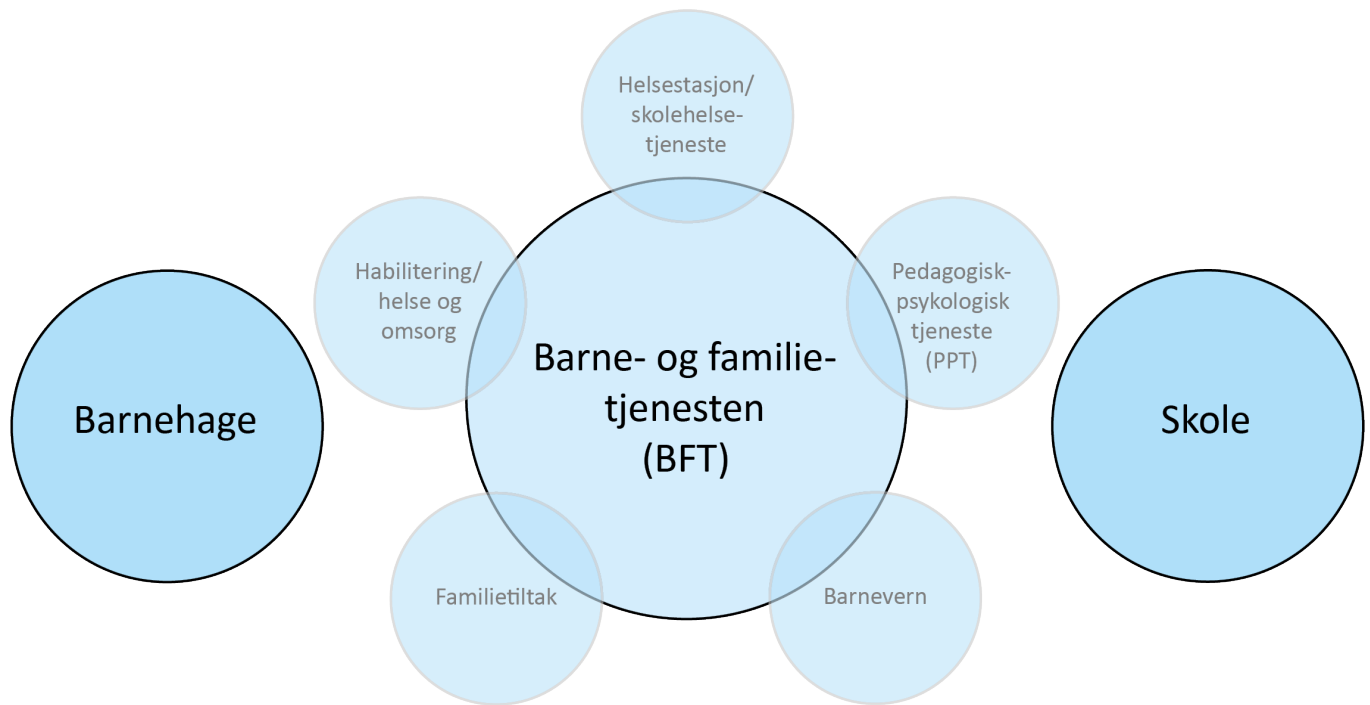 Helsestasjon/
skolehelse-
tjeneste
Habilitering/
helse og
omsorg
Pedagogisk-
psykologisk
tjeneste
(PPT)
Barnehage
Barne- og familie-
tjenesten
(BFT)
Skole
Familietiltak
Barnevern